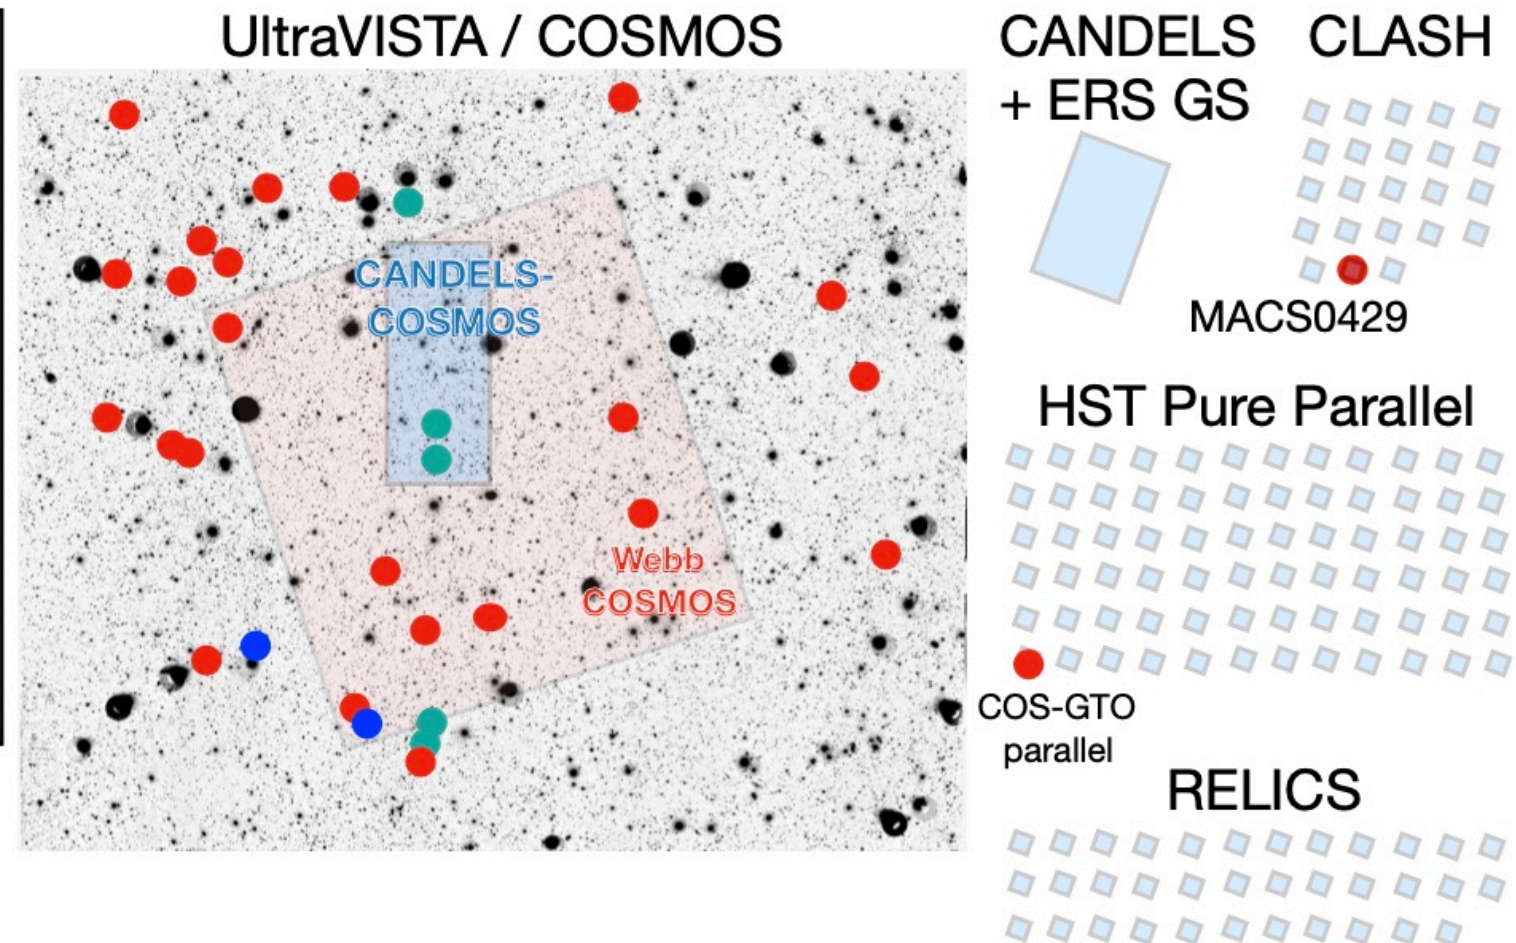 UltraVISTA / COSMOS
CANDELS-
COSMOS
Webb
COSMOS
CANDELS
+ ERS GS
CLASH
MACS0429
HST Pure Parallel
COS-GTO
parallel
RELICS